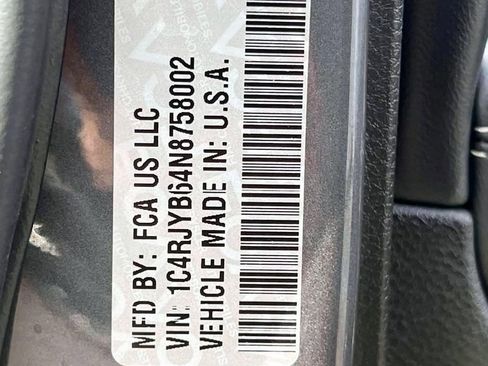 MFD BY: FCA US LLC
VIN: 1C4RJYB64N8758002
VEHICLE MADE IN: U.S.A.